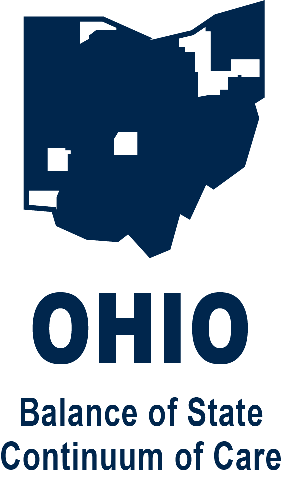 OHIO
Balance of State
Continuum of Care